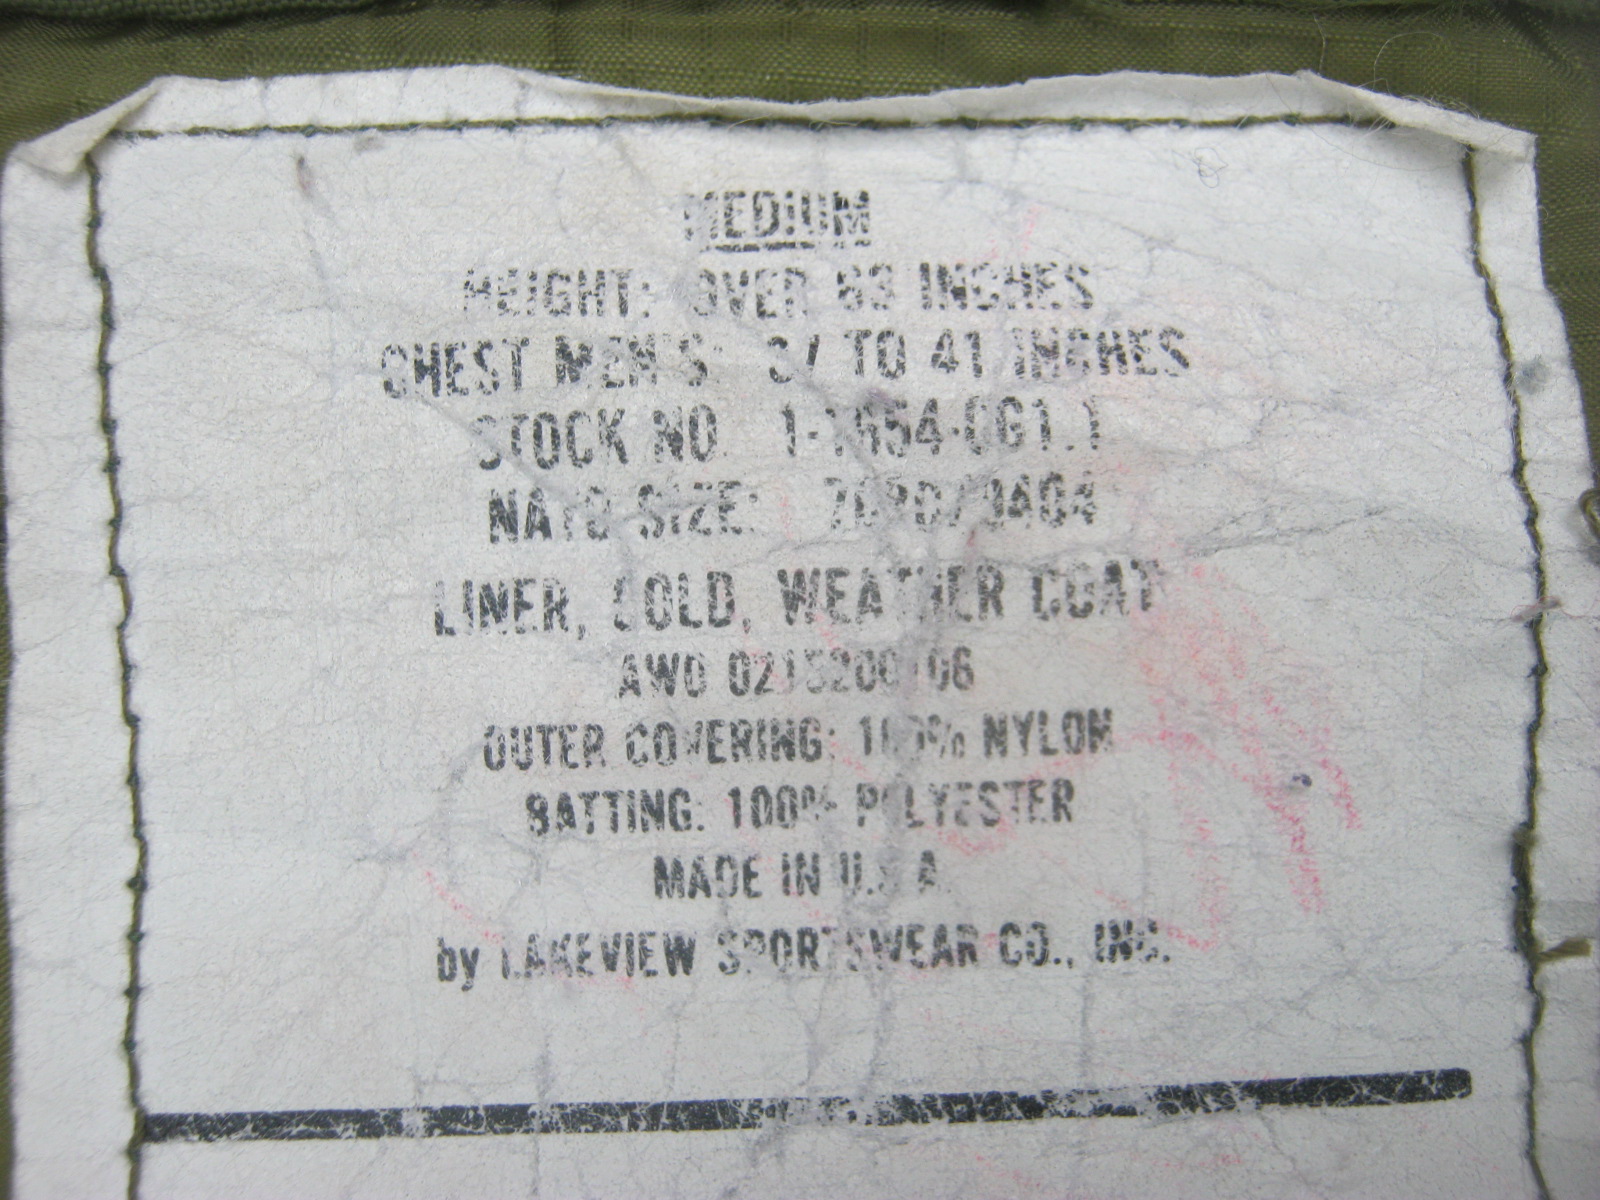 MEDIUM
HEIGHT: OVER 63 INCHES
CHEST MEN'S: 37 TO 41 INCHES
STOCK NO.
NATO SIZE:
LINER, COLD, WEATHER COAT
AWO
OUTER COVERING: 100% NYLON
BATTING: 100% POLYESTER
MADE IN U.S.A.
by LAKEVIEW SPORTSWEAR CO., INC.